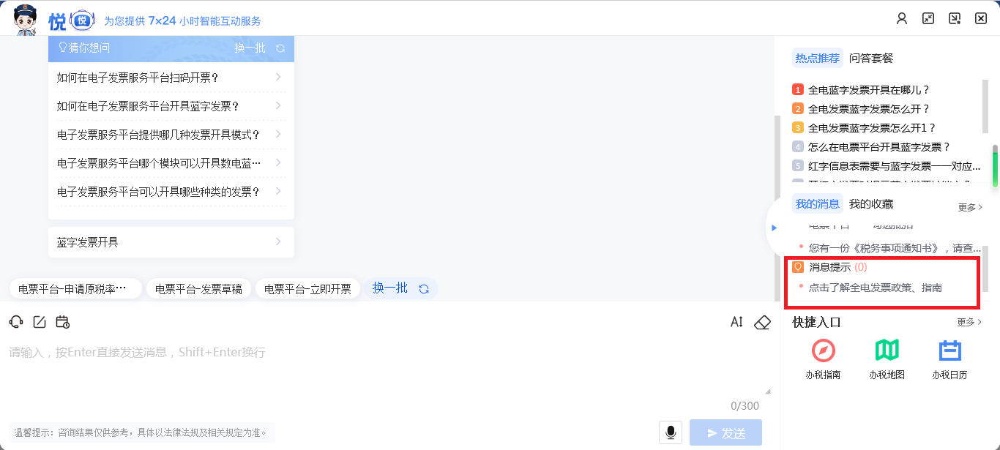 悦 悦 为您提供 7×24 小时智能互动服务
猜你想问 换一批
如何在电子发票服务平台扫码开票？
如何在电子发票服务平台开具蓝字发票？
电子发票服务平台提供哪几种发票开具模式？
电子发票服务平台哪个模块可以开具数电蓝…
电子发票服务平台可以开具哪些种类的发票？
蓝字发票开具
电票平台-申请原税率… 电票平台-发票草稿 电票平台-立即开票 换一批
请输入，按Enter直接发送消息，Shift+Enter换行
0/300
温馨提示：咨询结果仅供参考，具体以法律法规及相关规定为准。
发送
热点推荐 问答套餐
1 全电蓝字发票开具在哪儿？
2 全电发票蓝字发票怎么开？
3 全电发票蓝字发票怎么开1？
4 怎么在电票平台开具蓝字发票？
5 红字信息表需要与蓝字发票一一对应...
我的消息 我的收藏 更多
您有一份《税务事项通知书》，请查...
消息提示 (0)
点击了解全电发票政策、指南
快捷入口 更多
办税指南 办税地图 办税日历